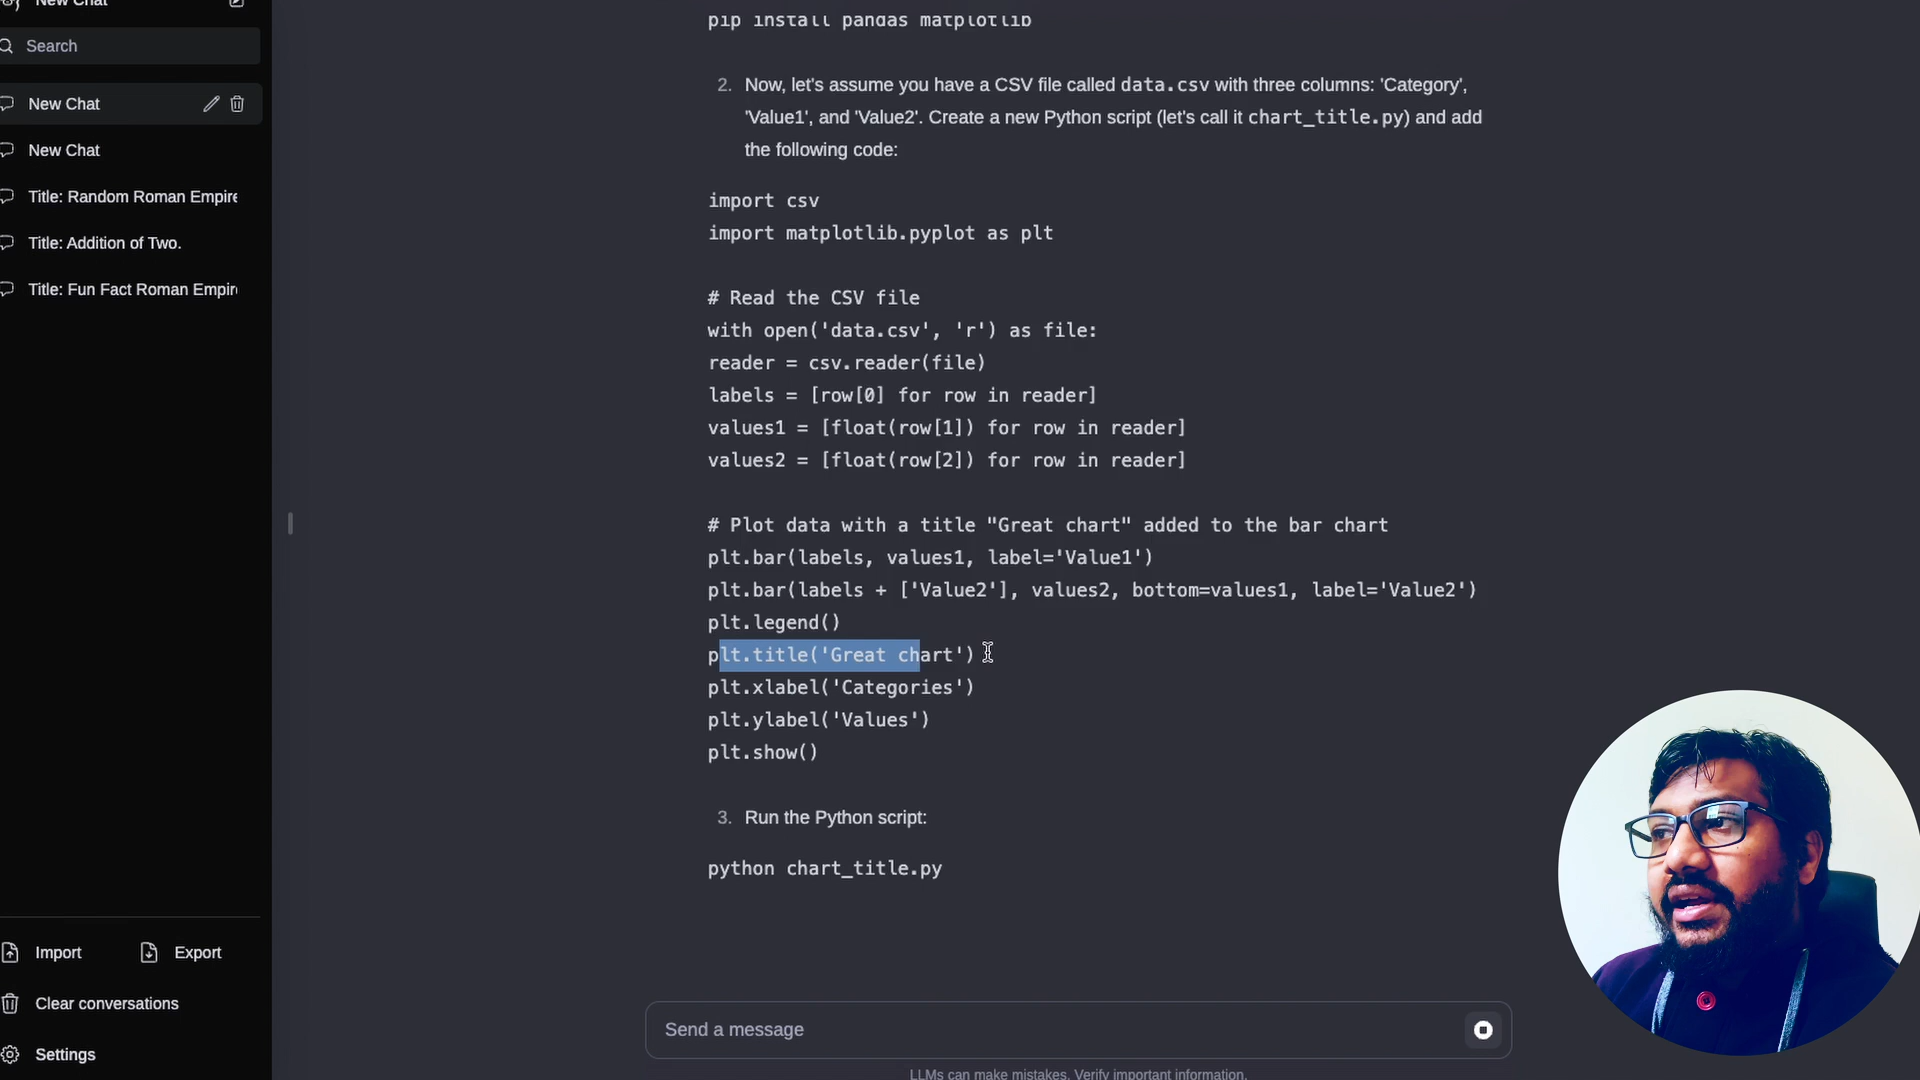 New Chat
Search
New Chat
New Chat
Title: Random Roman Empire
Title: Addition of Two.
Title: Fun Fact Roman Empir
Import Export
Clear conversations
Settings
pip install pandas matplotlib
2. Now, let's assume you have a CSV file called data.csv with three columns: 'Category',
'Value1', and 'Value2'. Create a new Python script (let's call it chart_title.py) and add
the following code:
import csv
import matplotlib.pyplot as plt
# Read the CSV file
with open('data.csv', 'r') as file:
reader = csv.reader(file)
labels = [row[0] for row in reader]
values1 = [float(row[1]) for row in reader]
values2 = [float(row[2]) for row in reader]
# Plot data with a title "Great chart" added to the bar chart
plt.bar(labels, values1, label='Value1')
plt.bar(labels + ['Value2'], values2, bottom=values1, label='Value2')
plt.legend()
plt.title('Great chart')
plt.xlabel('Categories')
plt.ylabel('Values')
plt.show()
3. Run the Python script:
python chart_title.py
Send a message
LLMs can make mistakes. Verify important information.